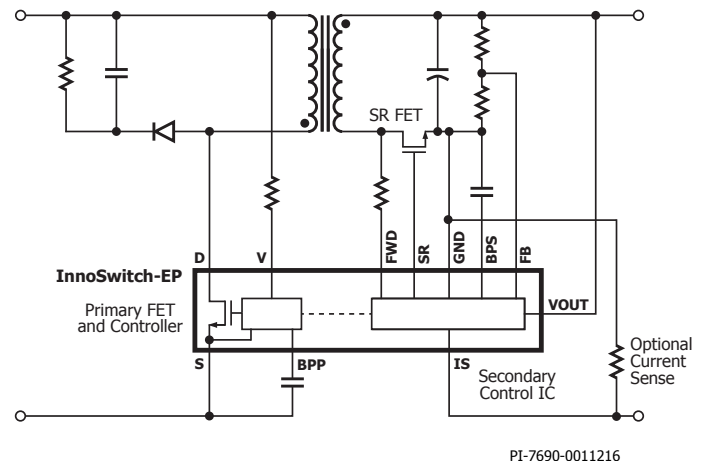 SR FET
D
V
FWD
SR
GND
BPS
FB
InnoSwitch-EP
VOUT
Primary FET
and Controller
S
BPP
IS
Secondary
Control IC
Optional
Current
Sense
PI-7690-0011216